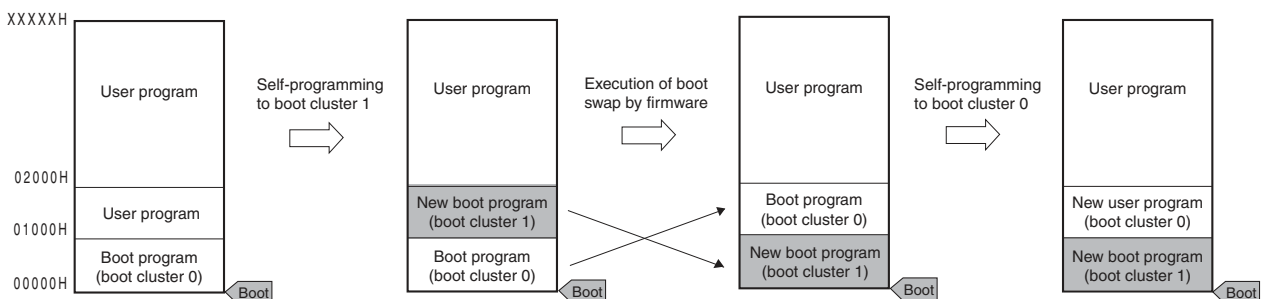 XXXXXH
User program
Self-programming
to boot cluster 1
User program
Execution of boot
swap by firmware
User program
Self-programming
to boot cluster 0
User program
02000H
User program
01000H
Boot program
(boot cluster 0)
00000H
Boot
New boot program
(boot cluster 1)
Boot program
(boot cluster 0)
Boot
Boot program
(boot cluster 0)
New boot program
(boot cluster 1)
Boot
New user program
(boot cluster 0)
New boot program
(boot cluster 1)
Boot